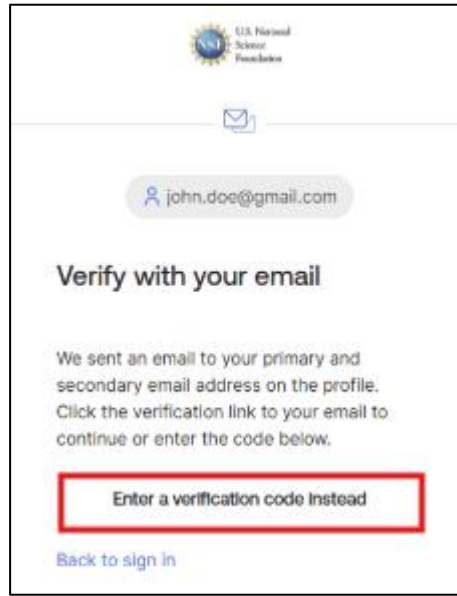 U.S. National
Science
Foundation
NSF
john.doe@gmail.com
Verify with your email
We sent an email to your primary and
secondary email address on the profile.
Click the verification link to your email to
continue or enter the code below.
Enter a verification code instead
Back to sign in